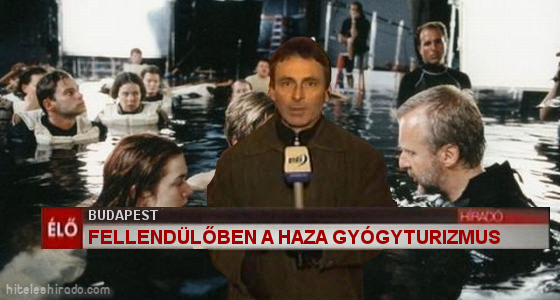 BUDAPEST
HÍRADÓ
ÉLŐ
FELLENDÜLŐBEN A HAZA GYÓGYTURIZMUS
hiteleshirado.com